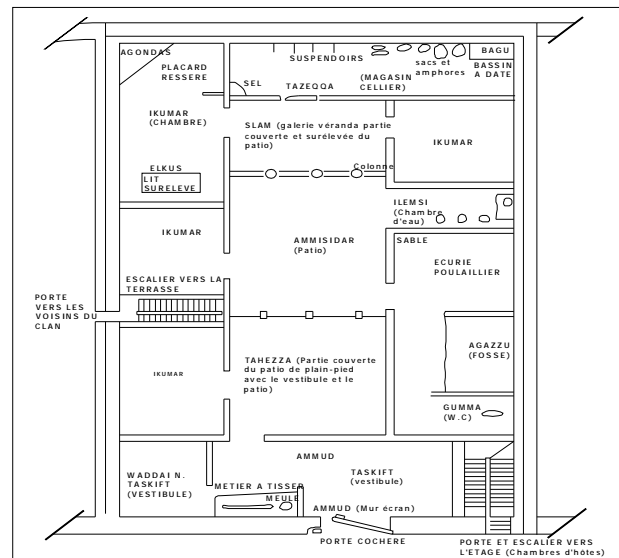 AGONDAS
PLACARD
RESSERE
SUSPENDOIRS
BAGU
sacs et
amphores
BASSIN
A DATE
SEL
TAZEQQA
(MAGASIN
CELLIER)
IKUMAR
(CHAMBRE)
SLAM (galerie véranda partie
couverte et surélevée du
patio)
IKUMAR
Colonne
ELKUS
LIT
SURELEVE
ILEMSI
(Chambre
d'eau)
IKUMAR
AMMISIDAR
(Patio)
SABLE
ECURIE
POULAILLIER
ESCALIER VERS LA
TERRASSE
PORTE
VERS LES
VOISINS DU
CLAN
AGAZZU
(FOSSE)
TAHEZZA (Partie couverte
du patio de plain-pied
avec le vestibule et le
patio)
IKUMAR
GUMMA
(W.C)
AMMUD
WADDAI N.
TASKIFT
(VESTIBULE)
TASKIFT
(vestibule)
METIER A TISSER
MEULE
AMMUD (Mur écran)
PORTE COCHERE
PORTE ET ESCALIER VERS
L'ETAGE (Chambres d'hôtes)